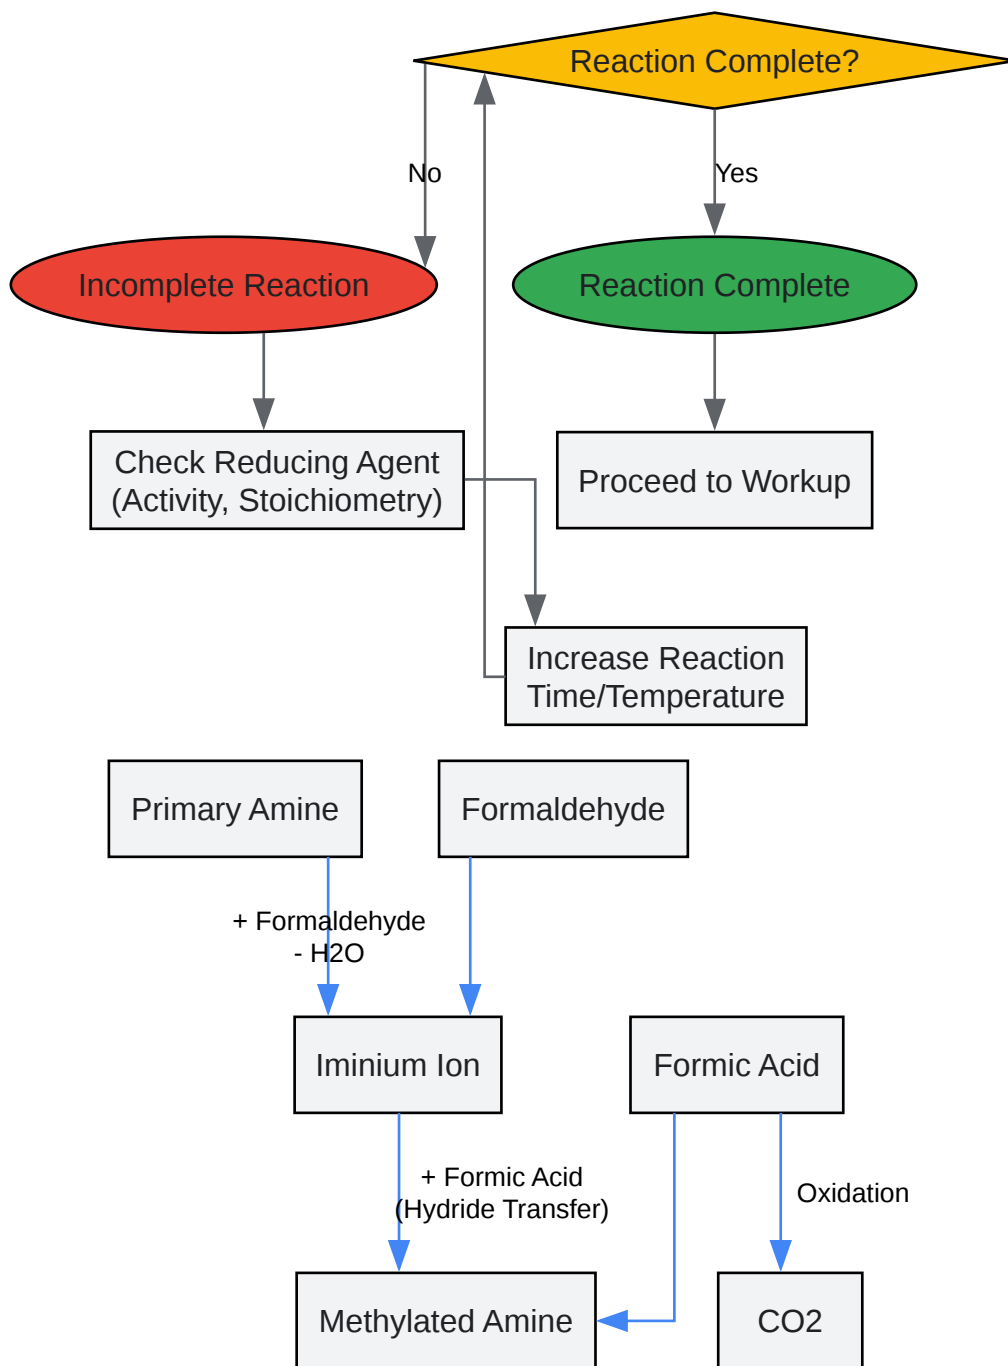 Reaction Complete?
No
Yes
Incomplete Reaction
Reaction Complete
Check Reducing Agent
(Activity, Stoichiometry)
Proceed to Workup
Increase Reaction
Time/Temperature
Primary Amine
Formaldehyde
+ Formaldehyde
- H2O
Iminium Ion
Formic Acid
+ Formic Acid
(Hydride Transfer)
Oxidation
Methylated Amine
CO2